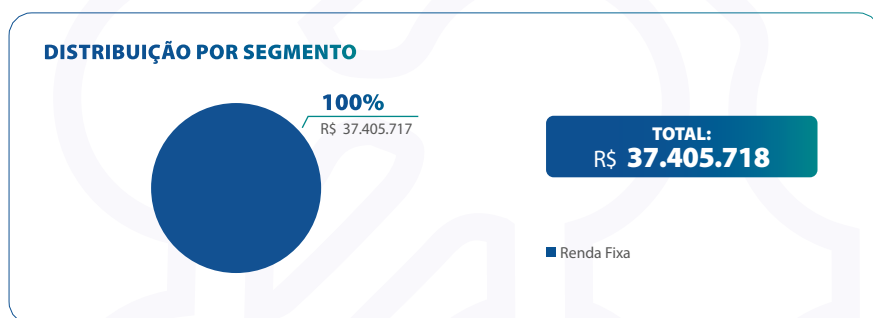 DISTRIBUIÇÃO POR SEGMENTO
100%
R$ 37.405.717
TOTAL:
R$ 37.405.718
Renda Fixa